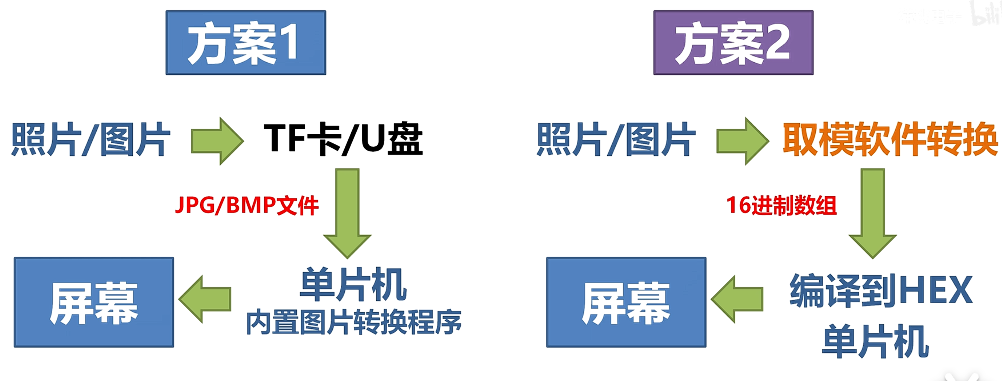 方案1
照片/图片
TF卡/U盘
JPG/BMP文件
单片机
内置图片转换程序
屏幕
方案2
照片/图片
取模软件转换
16进制数组
编译到HEX
单片机
屏幕